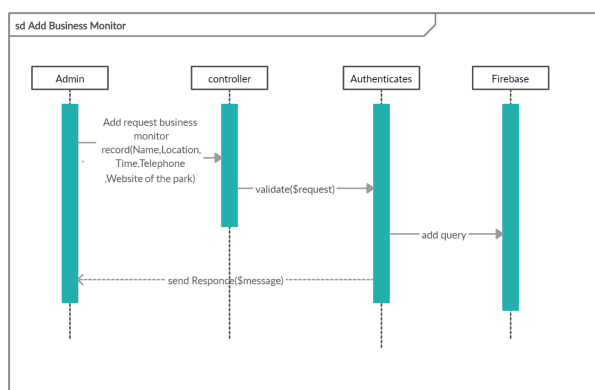 sd Add Business Monitor
Admin
controller
Authenticates
Firebase
Add request business
monitor
record(Name,Location,
Time,Telephone
,Website of the park)
validate($request)
add query
send Responce($message)